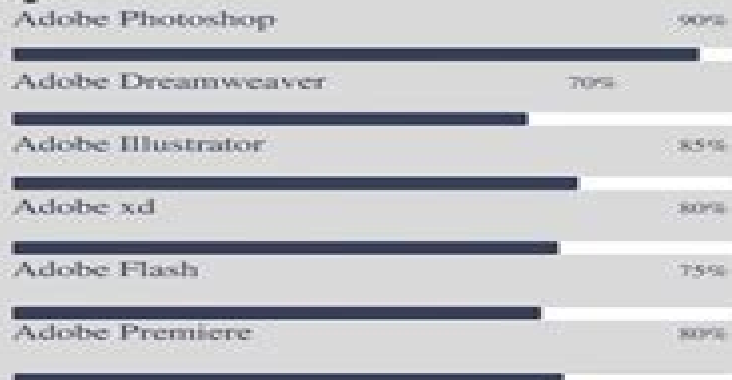 Adobe Photoshop 90%
Adobe Dreamweaver 70%
Adobe Illustrator 85%
Adobe xd 80%
Adobe Flash 75%
Adobe Premiere 80%